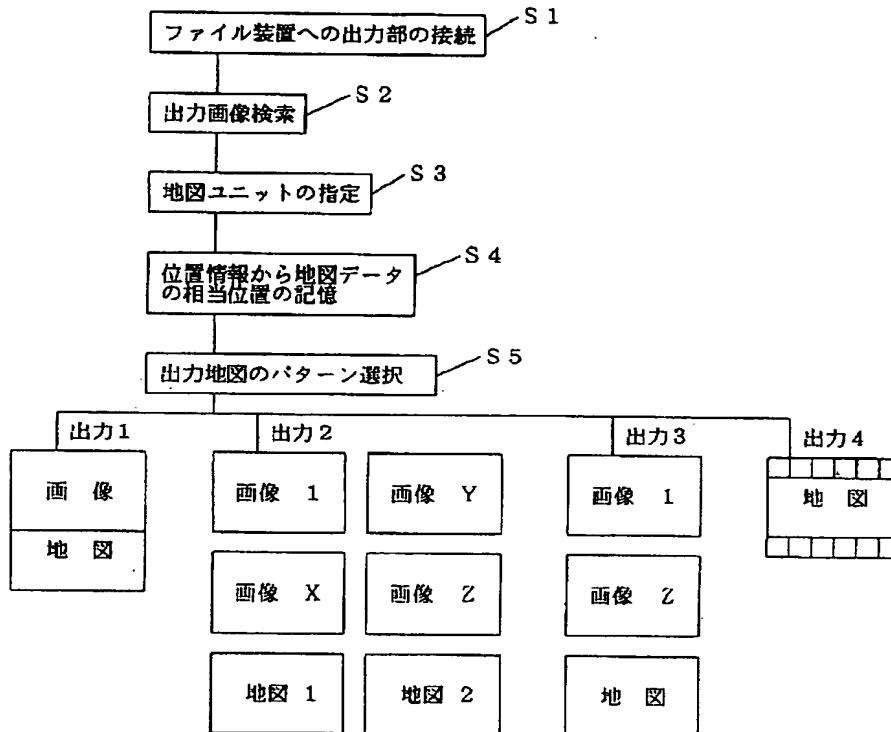 ファイル装置への出力部の接続
S1
出力画像検索
S2
地図ユニットの指定
S3
位置情報から地図データ
の相当位置の記憶
S4
出力地図のパターン選択
S5
出力1
出力2
出力3
出力4
画像
地図
画像 1
画像 Y
画像 1
地図
画像 X
画像 Z
画像 Z
地図 1
地図 2
地図